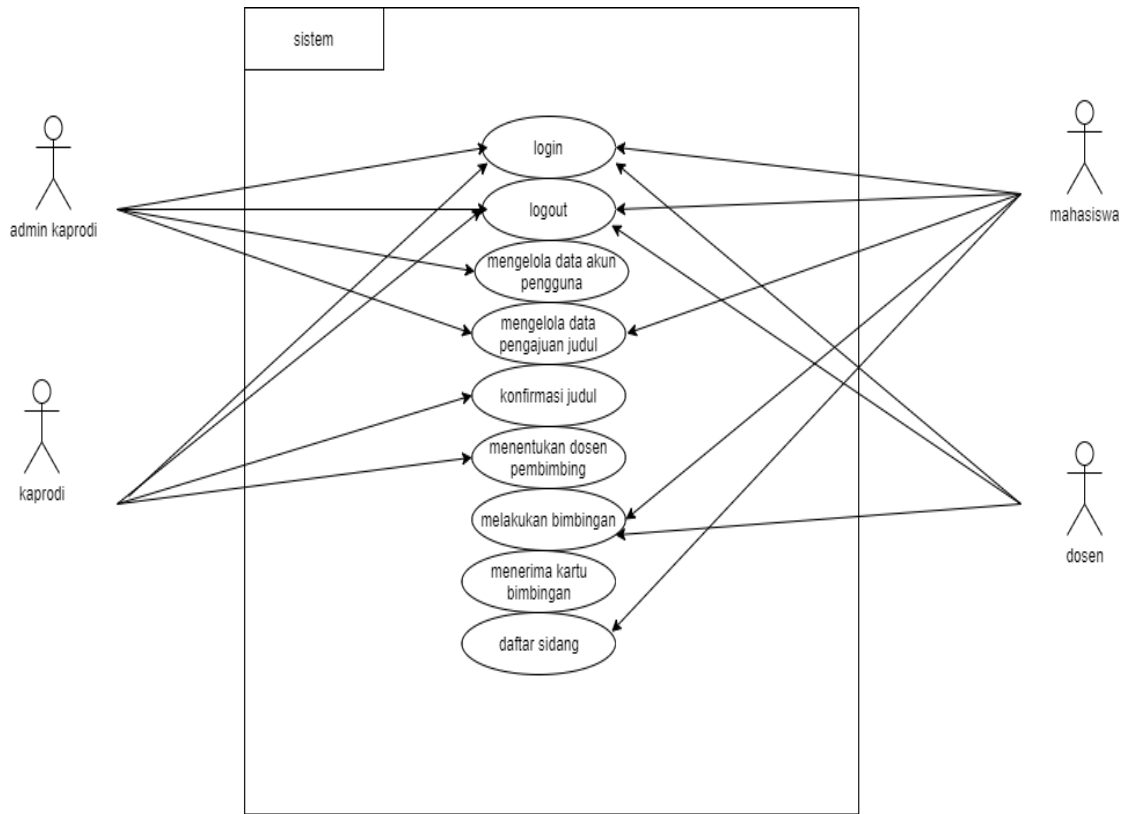 sistem
admin kaprodi
kaprodi
login
logout
mengelola data akun
pengguna
mengelola data
pengajuan judul
konfirmasi judul
menentukan dosen
pembimbing
melakukan bimbingan
menerima kartu
bimbingan
daftar sidang
mahasiswa
dosen